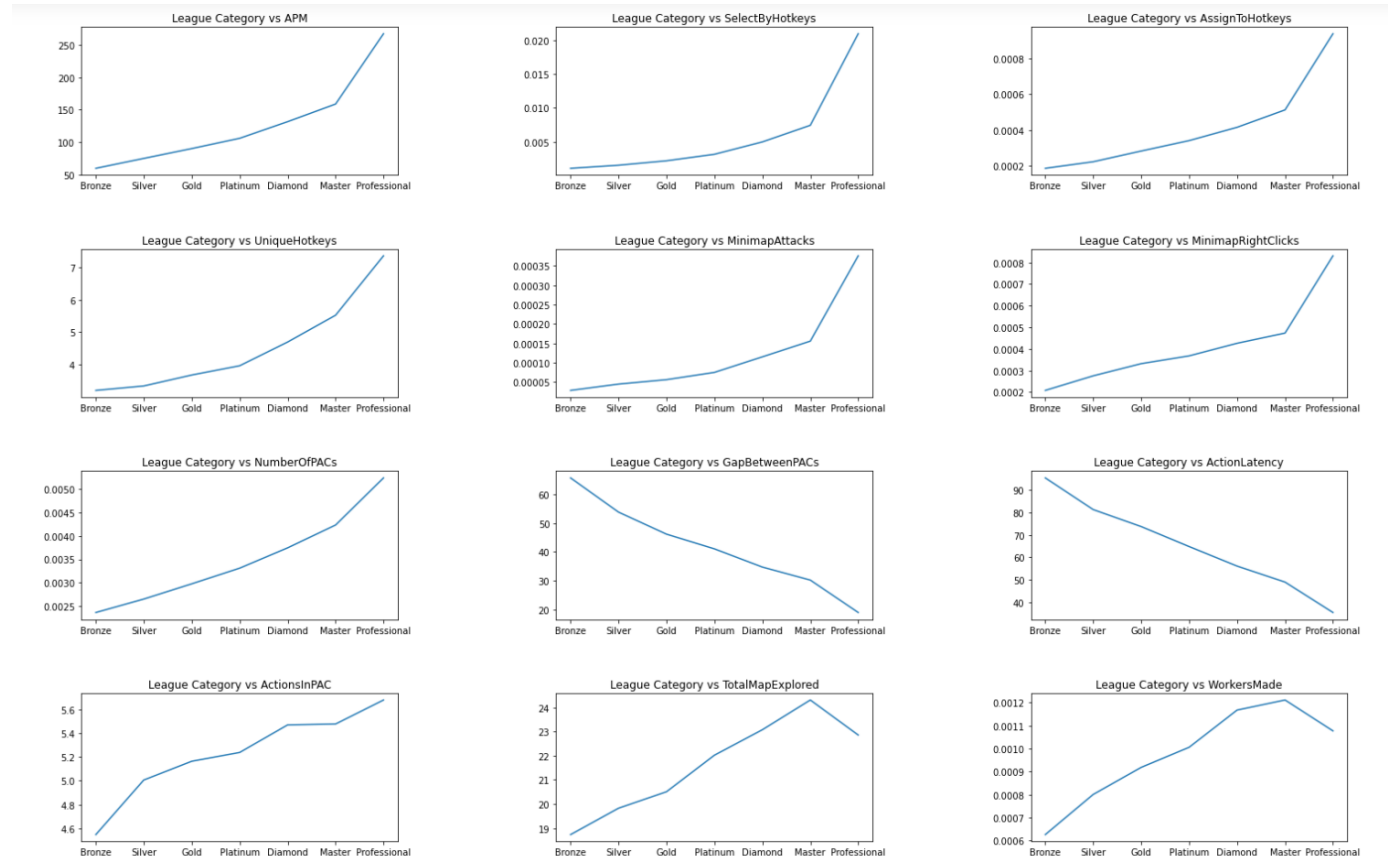 League Category vs APM
250
200
150
100
50
Bronze Silver Gold Platinum Diamond Master Professional
League Category vs SelectByHotkeys
0.020
0.015
0.010
0.005
Bronze Silver Gold Platinum Diamond Master Professional
League Category vs AssignToHotkeys
0.0008
0.0006
0.0004
0.0002
Bronze Silver Gold Platinum Diamond Master Professional
League Category vs UniqueHotkeys
7
6
5
4
Bronze Silver Gold Platinum Diamond Master Professional
League Category vs MinimapAttacks
0.00035
0.00030
0.00025
0.00020
0.00015
0.00010
0.00005
Bronze Silver Gold Platinum Diamond Master Professional
League Category vs MinimapRightClicks
0.0008
0.0007
0.0006
0.0005
0.0004
0.0003
0.0002
Bronze Silver Gold Platinum Diamond Master Professional
League Category vs NumberOfPACs
0.0050
0.0045
0.0040
0.0035
0.0030
0.0025
Bronze Silver Gold Platinum Diamond Master Professional
League Category vs GapBetweenPACs
60
50
40
30
20
Bronze Silver Gold Platinum Diamond Master Professional
League Category vs ActionLatency
90
80
70
60
50
40
Bronze Silver Gold Platinum Diamond Master Professional
League Category vs ActionsInPAC
5.6
5.4
5.2
5.0
4.8
4.6
Bronze Silver Gold Platinum Diamond Master Professional
League Category vs TotalMapExplored
24
23
22
21
20
19
Bronze Silver Gold Platinum Diamond Master Professional
League Category vs WorkersMade
0.0012
0.0011
0.0010
0.0009
0.0008
0.0007
0.0006
Bronze Silver Gold Platinum Diamond Master Professional